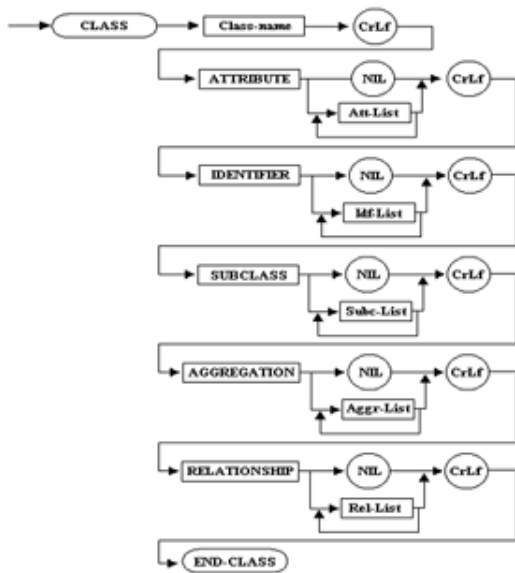 CLASS Class-name CrLf
ATTRIBUTE NIL CrLf
Att-List
IDENTIFIER NIL CrLf
Idf-List
SUBCLASS NIL CrLf
Subc-List
AGGREGATION NIL CrLf
Aggr-List
RELATIONSHIP NIL CrLf
Rel-List
END-CLASS